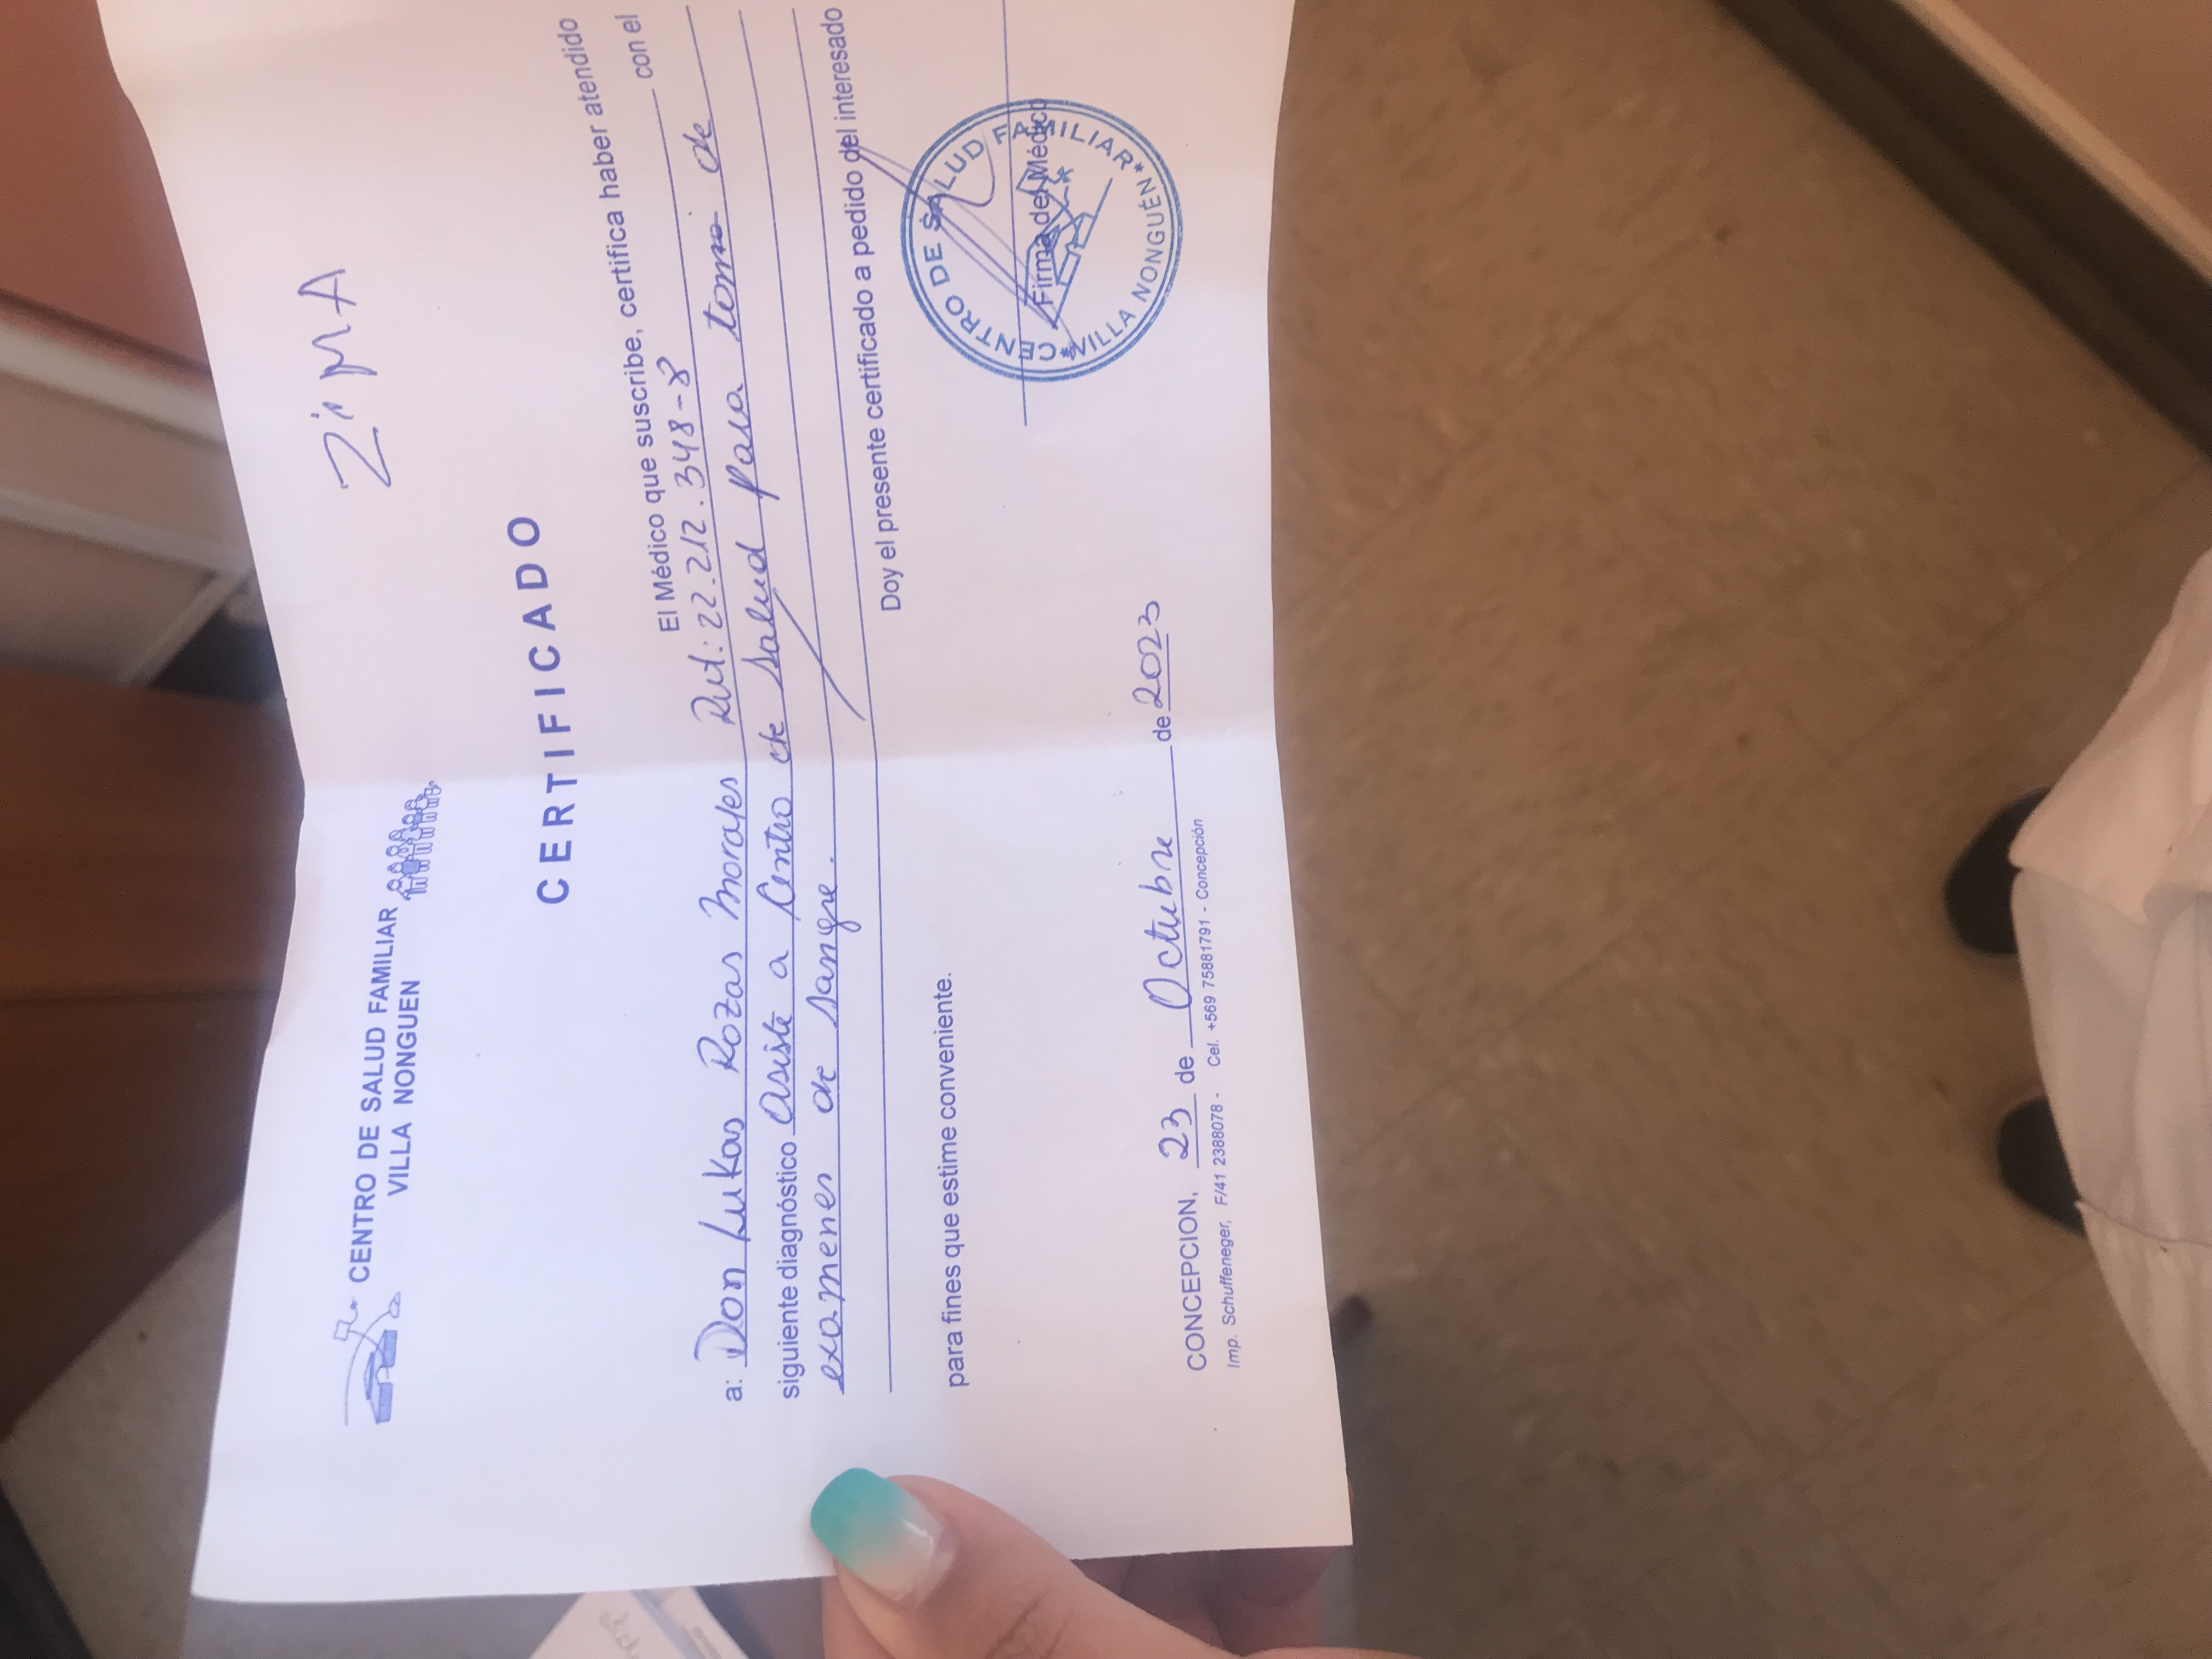 CENTRO DE SALUD FAMILIAR
VILLA NONGUEN
CERTIFICADO
El Médico que suscribe, certifica haber atendido
a: Don Lukas Rozas Morales Rut: 22.212.348-8 con el
siguiente diagnóstico Asiste a Centro de Salud para toma de
examenes de sangre.
Doy el presente certificado a pedido del interesado
para fines que estime conveniente.
CENTRO DE SALUD FAMILIAR
*VILLA NONGUÉN*
Firma del Médico
CONCEPCION, 23 de Octubre de 2023
Imp. Schuffeneger, F/41 2388078 - Cel. +569 75881791 - Concepción